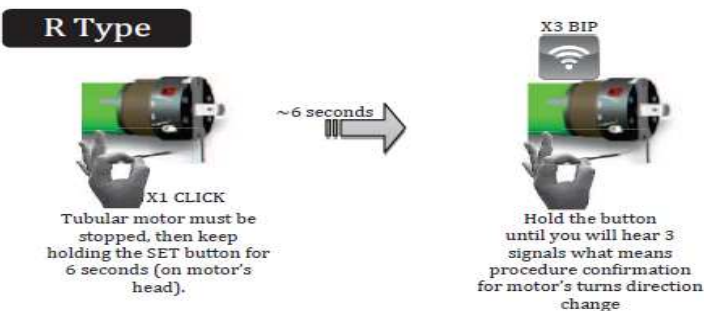 R Type
X3 BIP
~6 seconds
X1 CLICK
Tubular motor must be
stopped, then keep
holding the SET button for
6 seconds (on motor's
head).
Hold the button
until you will hear 3
signals what means
procedure confirmation
for motor's turns direction
change